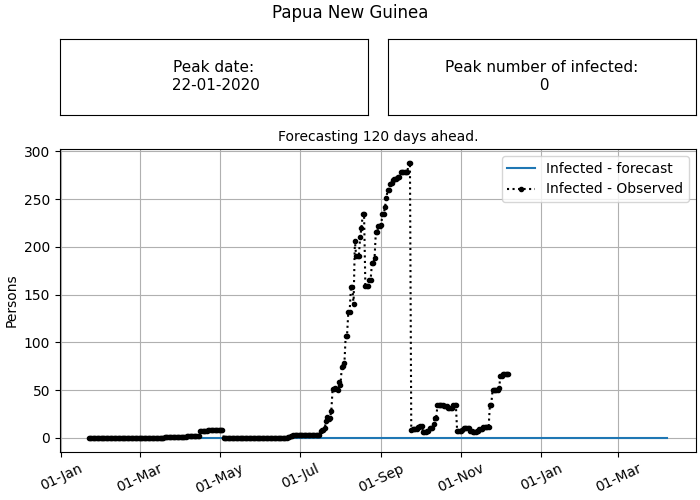 Papua New Guinea
Peak date:
22-01-2020
Peak number of infected:
0
Forecasting 120 days ahead.
Infected - forecast
Infected - Observed
Persons
300
250
200
150
100
50
0
01-Jan
01-Mar
01-May
01-Jul
01-Sep
01-Nov
01-Jan
01-Mar